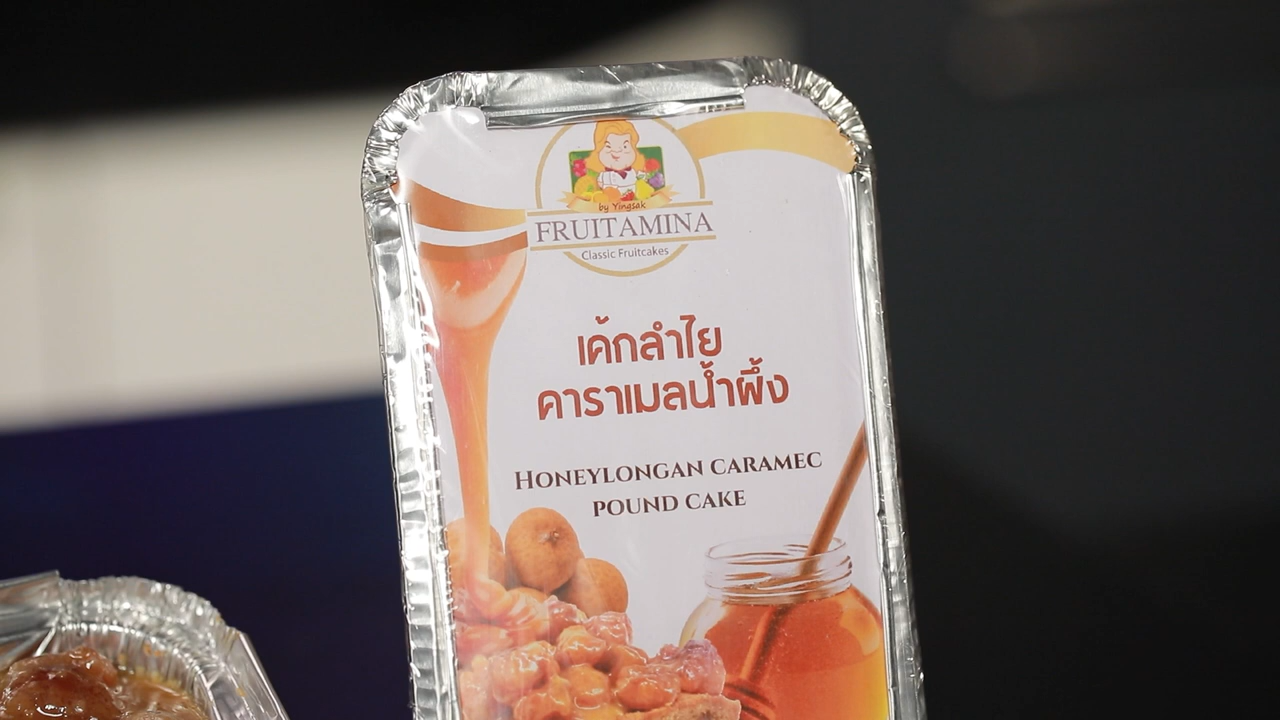 by Yingsak
FRUITAMINA
Classic Fruitcakes
เค้กลำไย
คาราเมลน้ำผึ้ง
HONEYLONGAN CARAMEC
POUND CAKE